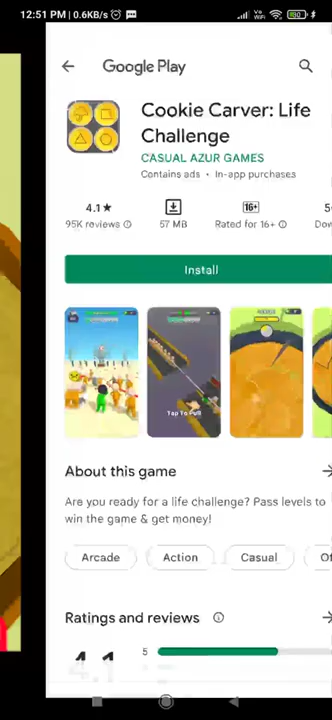 12:51 PM | 0.6KB/s
Google Play
Cookie Carver: Life
Challenge
CASUAL AZUR GAMES
Contains ads • In-app purchases
4.1★
95K reviews
57 MB
16+
Rated for 16+
Install
Tap To Pull
About this game
Are you ready for a life challenge? Pass levels to
win the game & get money!
Arcade
Action
Casual
Ratings and reviews
4.1
5